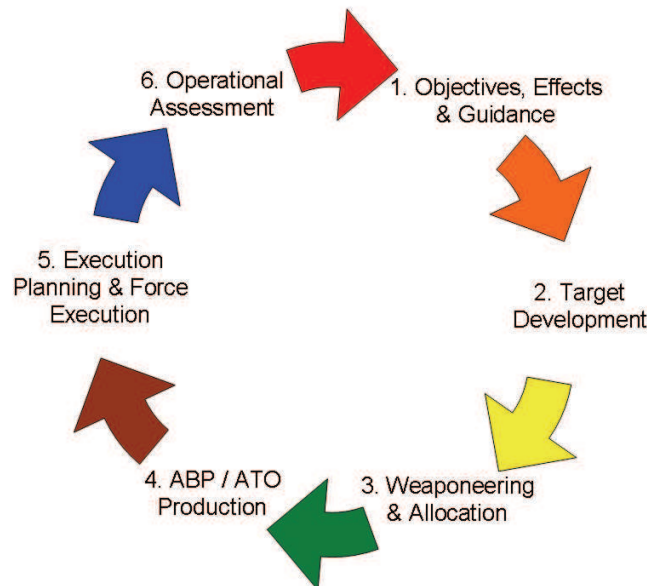 1. Objectives, Effects
& Guidance
2. Target
Development
3. Weaponeering
& Allocation
4. ABP / ATO
Production
5. Execution
Planning & Force
Execution
6. Operational
Assessment